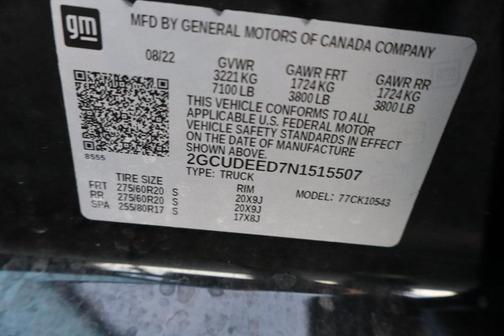 gm
MFD BY GENERAL MOTORS OF CANADA COMPANY
08/22 GVWR GAWR FRT GAWR RR
3221 KG 1724 KG 1724 KG
7100 LB 3800 LB 3800 LB
THIS VEHICLE CONFORMS TO ALL
APPLICABLE U.S. FEDERAL MOTOR
VEHICLE SAFETY STANDARDS IN EFFECT
ON THE DATE OF MANUFACTURE
SHOWN ABOVE.
8555 2GCUDEED7N1515507
TYPE: TRUCK
TIRE SIZE RIM MODEL: 77CK10543
FRT 275/60R20 S 20X9J
RR 275/60R20 S 20X9J
SPA 255/80R17 S 17X8J